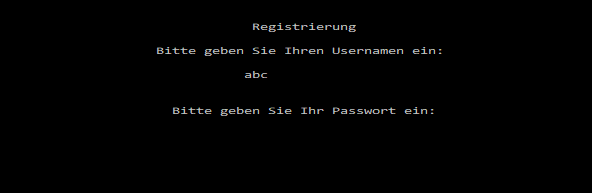 Registrierung
Bitte geben Sie Ihren Usernamen ein:
abc
Bitte geben Sie Ihr Passwort ein: